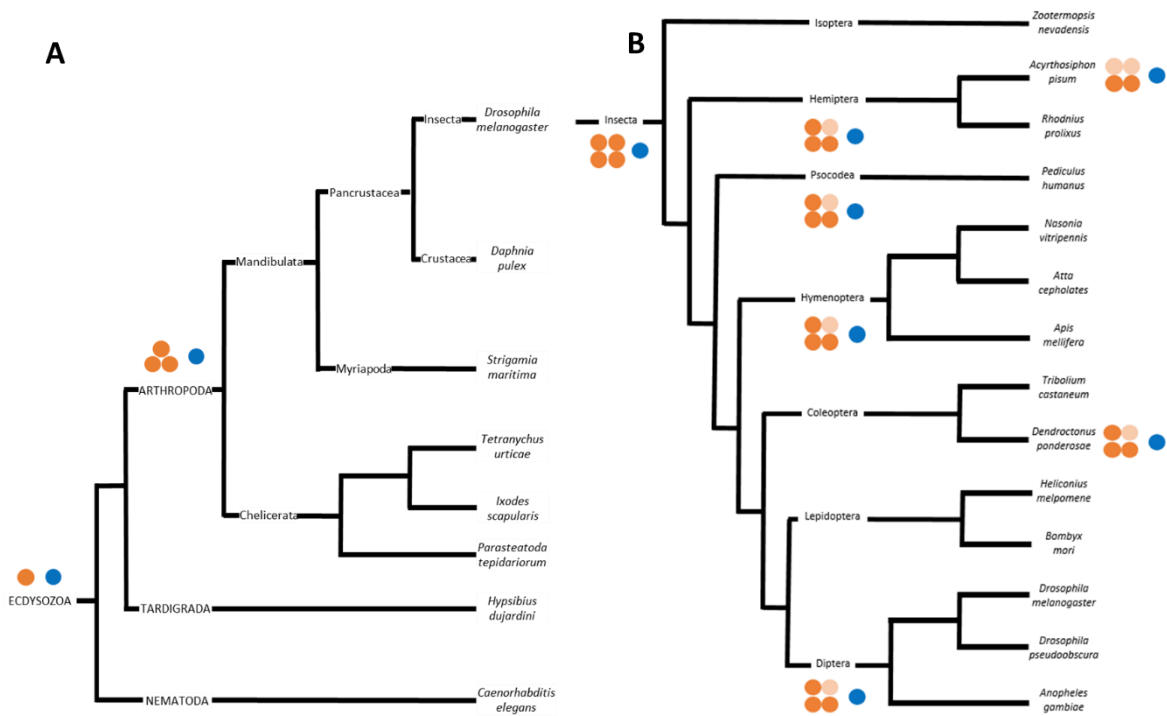 A
Insecta
Drosophila
melanogaster
Pancrustacea
Crustacea
Daphnia
pulex
Mandibulata
Myriapoda
Strigamia
maritima
ARTHROPODA
Tetranychus
urticae
Ixodes
scapularis
Chelicerata
Parasteatoda
tepidariorum
ECDYSOZOA
TARDIGRADA
Hypsibius
dujardini
NEMATODA
Caenorhabditis
elegans
B
Isoptera
Zootermopsis
nevadensis
Insecta
Hemiptera
Acyrthosiphon
pisum
Rhodnius
prolixus
Psocodea
Pediculus
humanus
Hymenoptera
Nasonia
vitripennis
Atta
cepholates
Apis
mellifera
Coleoptera
Tribolium
castaneum
Dendroctonus
ponderosae
Lepidoptera
Heliconius
melpomene
Bombyx
mori
Diptera
Drosophila
melanogaster
Drosophila
pseudoobscura
Anopheles
gambiae